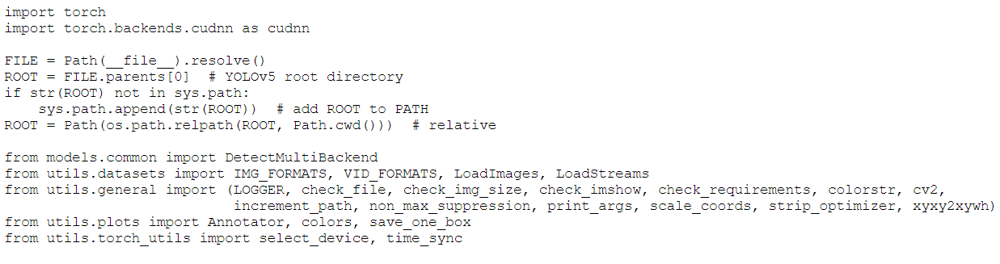 import torch
import torch.backends.cudnn as cudnn

FILE = Path(__file__).resolve()
ROOT = FILE.parents[0]  # YOLOv5 root directory
if str(ROOT) not in sys.path:
    sys.path.append(str(ROOT))  # add ROOT to PATH
ROOT = Path(os.path.relpath(ROOT, Path.cwd()))  # relative

from models.common import DetectMultiBackend
from utils.datasets import IMG_FORMATS, VID_FORMATS, LoadImages, LoadStreams
from utils.general import (LOGGER, check_file, check_img_size, check_imshow, check_requirements, colorstr, cv2,
                           increment_path, non_max_suppression, print_args, scale_coords, strip_optimizer, xyxy2xywh)
from utils.plots import Annotator, colors, save_one_box
from utils.torch_utils import select_device, time_sync